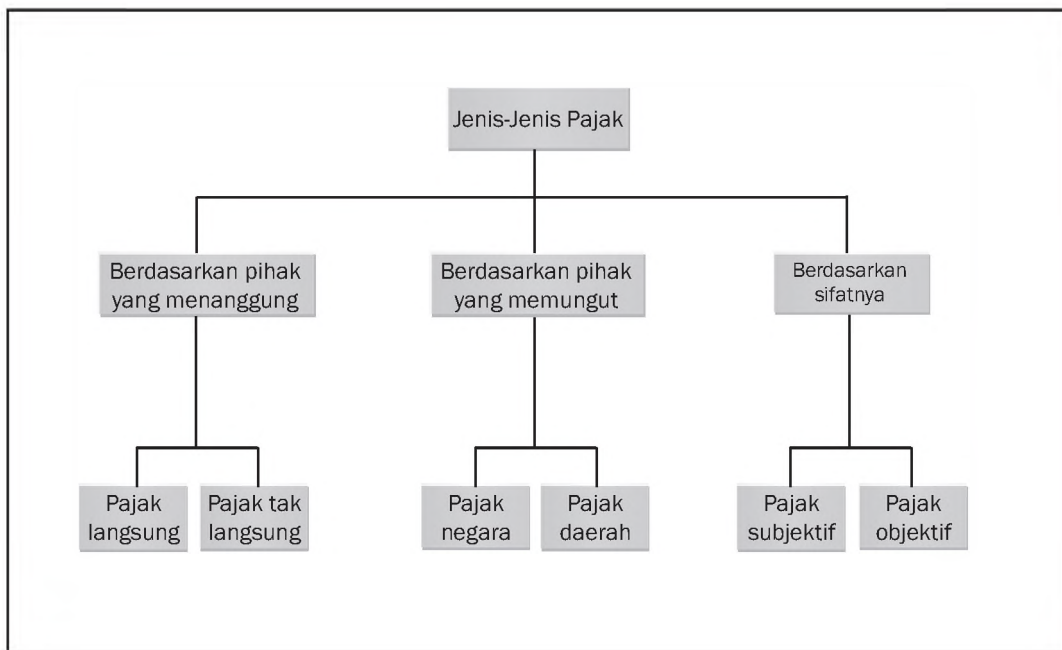 Jenis-Jenis Pajak
Berdasarkan pihak
yang menanggung
Berdasarkan pihak
yang memungut
Berdasarkan
sifatnya
Pajak
langsung
Pajak tak
langsung
Pajak
negara
Pajak
daerah
Pajak
subjektif
Pajak
objektif